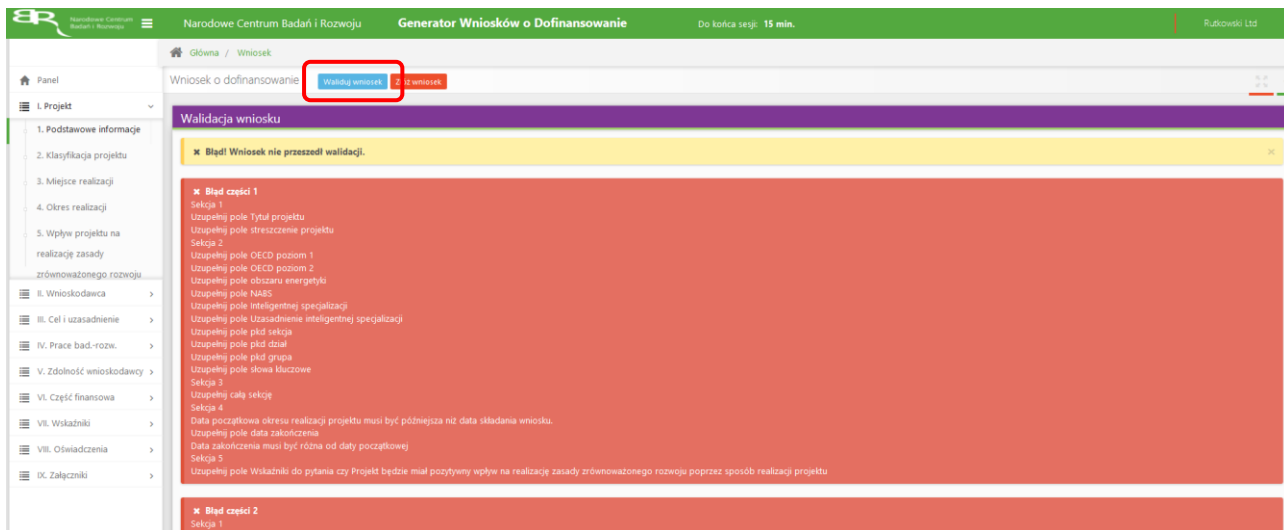 Narodowe Centrum
Badań i Rozwoju
Narodowe Centrum Badań i Rozwoju
Generator Wniosków o Dofinansowanie
Do końca sesji: 15 min.
Rutkowski Ltd
Główna / Wniosek
Panel
I. Projekt
1. Podstawowe informacje
2. Klasyfikacja projektu
3. Miejsce realizacji
4. Okres realizacji
5. Wpływ projektu na
realizację zasady
zrównoważonego rozwoju
II. Wnioskodawca
III. Cel i uzasadnienie
IV. Prace bad.-rozw.
V. Zdolność wnioskodawcy
VI. Część finansowa
VII. Wskaźniki
VIII. Oświadczenia
IX. Załączniki
Wniosek o dofinansowanie
Waliduj wniosek
wniosek
Walidacja wniosku
Błąd! Wniosek nie przeszedł walidacji.
Błąd części 1
Sekcja 1
Uzupełnij pole Tytuł projektu
Uzupełnij pole streszczenie projektu
Sekcja 2
Uzupełnij pole OECD poziom 1
Uzupełnij pole OECD poziom 2
Uzupełnij pole obszaru energetyki
Uzupełnij pole NABS
Uzupełnij pole Inteligentnej specjalizacji
Uzupełnij pole Uzasadnienie inteligentnej specjalizacji
Uzupełnij pole pkd sekcja
Uzupełnij pole pkd dział
Uzupełnij pole pkd grupa
Uzupełnij pole słowa kluczowe
Sekcja 3
Uzupełnij całą sekcję
Sekcja 4
Data początkowa okresu realizacji projektu musi być późniejsza niż data składania wniosku.
Uzupełnij pole data zakończenia
Data zakończenia musi być różna od daty początkowej
Sekcja 5
Uzupełnij pole Wskaźniki do pytania czy Projekt będzie miał pozytywny wpływ na realizację zasady zrównoważonego rozwoju poprzez sposób realizacji projektu
Błąd części 2
Sekcja 1